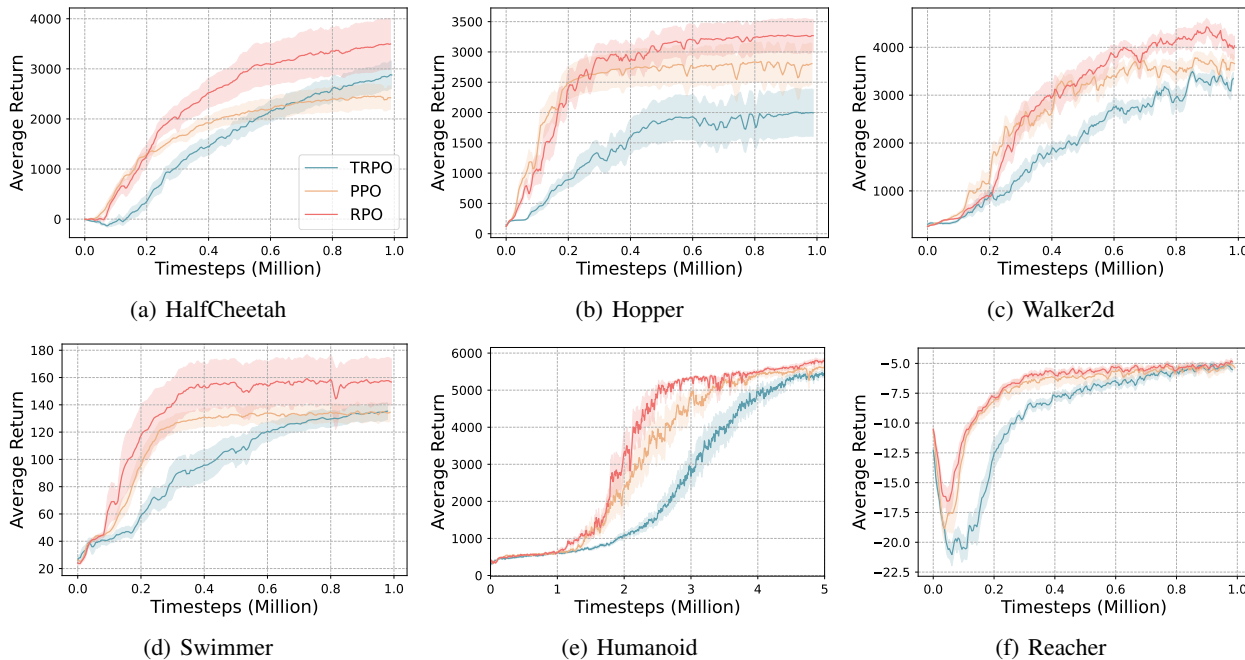 4000
3000
2000
1000
0
Average Return
TRPO
PPO
RPO
0.0 0.2 0.4 0.6 0.8 1.0
Timesteps (Million)
(a) HalfCheetah
3500
3000
2500
2000
1500
1000
500
0
Average Return
0.0 0.2 0.4 0.6 0.8 1.0
Timesteps (Million)
(b) Hopper
4000
3000
2000
1000
Average Return
0.0 0.2 0.4 0.6 0.8 1.0
Timesteps (Million)
(c) Walker2d
180
160
140
120
100
80
60
40
20
Average Return
0.0 0.2 0.4 0.6 0.8 1.0
Timesteps (Million)
(d) Swimmer
6000
5000
4000
3000
2000
1000
0
Average Return
0 1 2 3 4 5
Timesteps (Million)
(e) Humanoid
−5.0
−7.5
−10.0
−12.5
−15.0
−17.5
−20.0
−22.5
Average Return
0.0 0.2 0.4 0.6 0.8 1.0
Timesteps (Million)
(f) Reacher